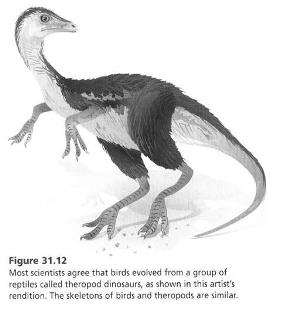 Figure 31.12
Most scientists agree that birds evolved from a group of
reptiles called theropod dinosaurs, as shown in this artist's
rendition. The skeletons of birds and theropods are similar.